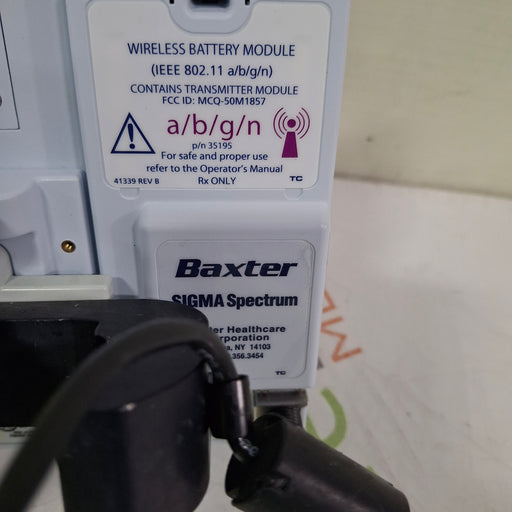 WIRELESS BATTERY MODULE
(IEEE 802.11 a/b/g/n)
CONTAINS TRANSMITTER MODULE
FCC ID: MCQ-50M1857
a/b/g/n
p/n 35195
For safe and proper use
refer to the Operator's Manual
41339 REV B Rx ONLY TC
Baxter
SIGMA Spectrum
Healthcare
NY 14103
.356.3454
TC